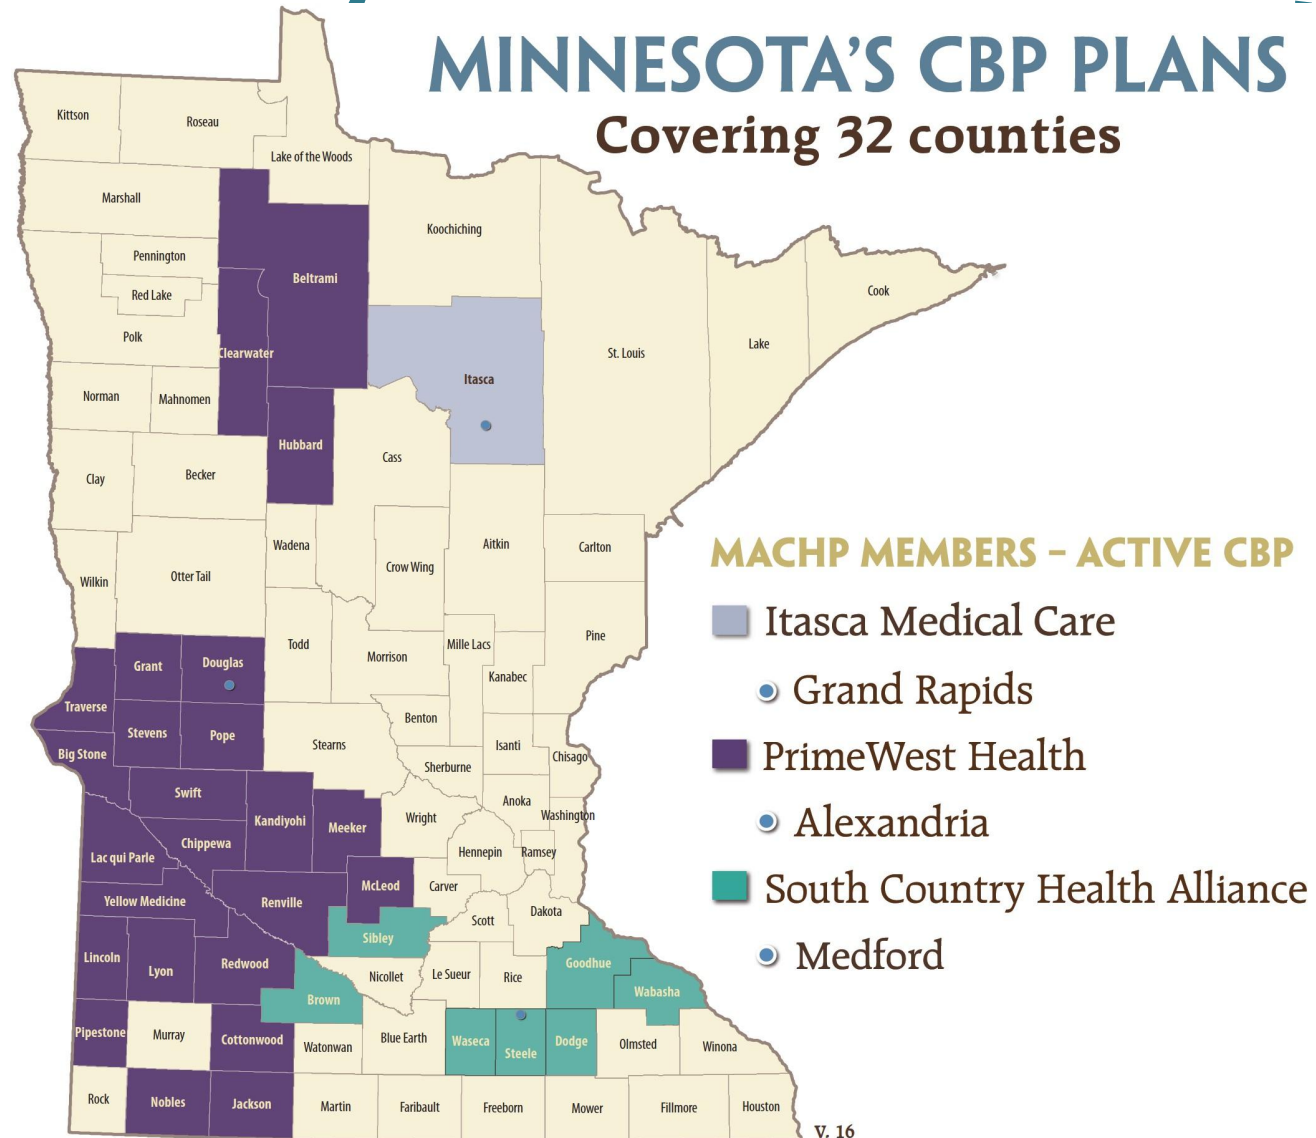 MINNESOTA'S CBP PLANS
Covering 32 counties
Kittson
Roseau
Lake of the Woods
Marshall
Koochiching
Pennington
Beltrami
Red Lake
Cook
Polk
Clearwater
St. Louis
Lake
Itasca
Norman
Mahnomen
Hubbard
Cass
Clay
Becker
Wadena
Aitkin
Carlton
Crow Wing
Wilkin
Otter Tail
Todd
Mille Lacs
Pine
Morrison
Grant
Douglas
Kanabec
Traverse
Benton
Stevens
Pope
Stearns
Isanti
Big Stone
Chisago
Sherburne
Swift
Anoka
Washington
Kandiyohi
Wright
Meeker
Chippewa
Hennepin
Ramsey
Lac qui Parle
McLeod
Carver
Yellow Medicine
Renville
Scott
Dakota
Sibley
Lincoln
Lyon
Redwood
Goodhue
Nicollet
Le Sueur
Rice
Brown
Wabasha
Pipestone
Murray
Cottonwood
Watonwan
Blue Earth
Waseca
Steele
Dodge
Olmsted
Winona
Rock
Nobles
Jackson
Martin
Faribault
Freeborn
Mower
Fillmore
Houston
MACHP MEMBERS – ACTIVE CBP
Itasca Medical Care
Grand Rapids
PrimeWest Health
Alexandria
South Country Health Alliance
Medford
v. 16